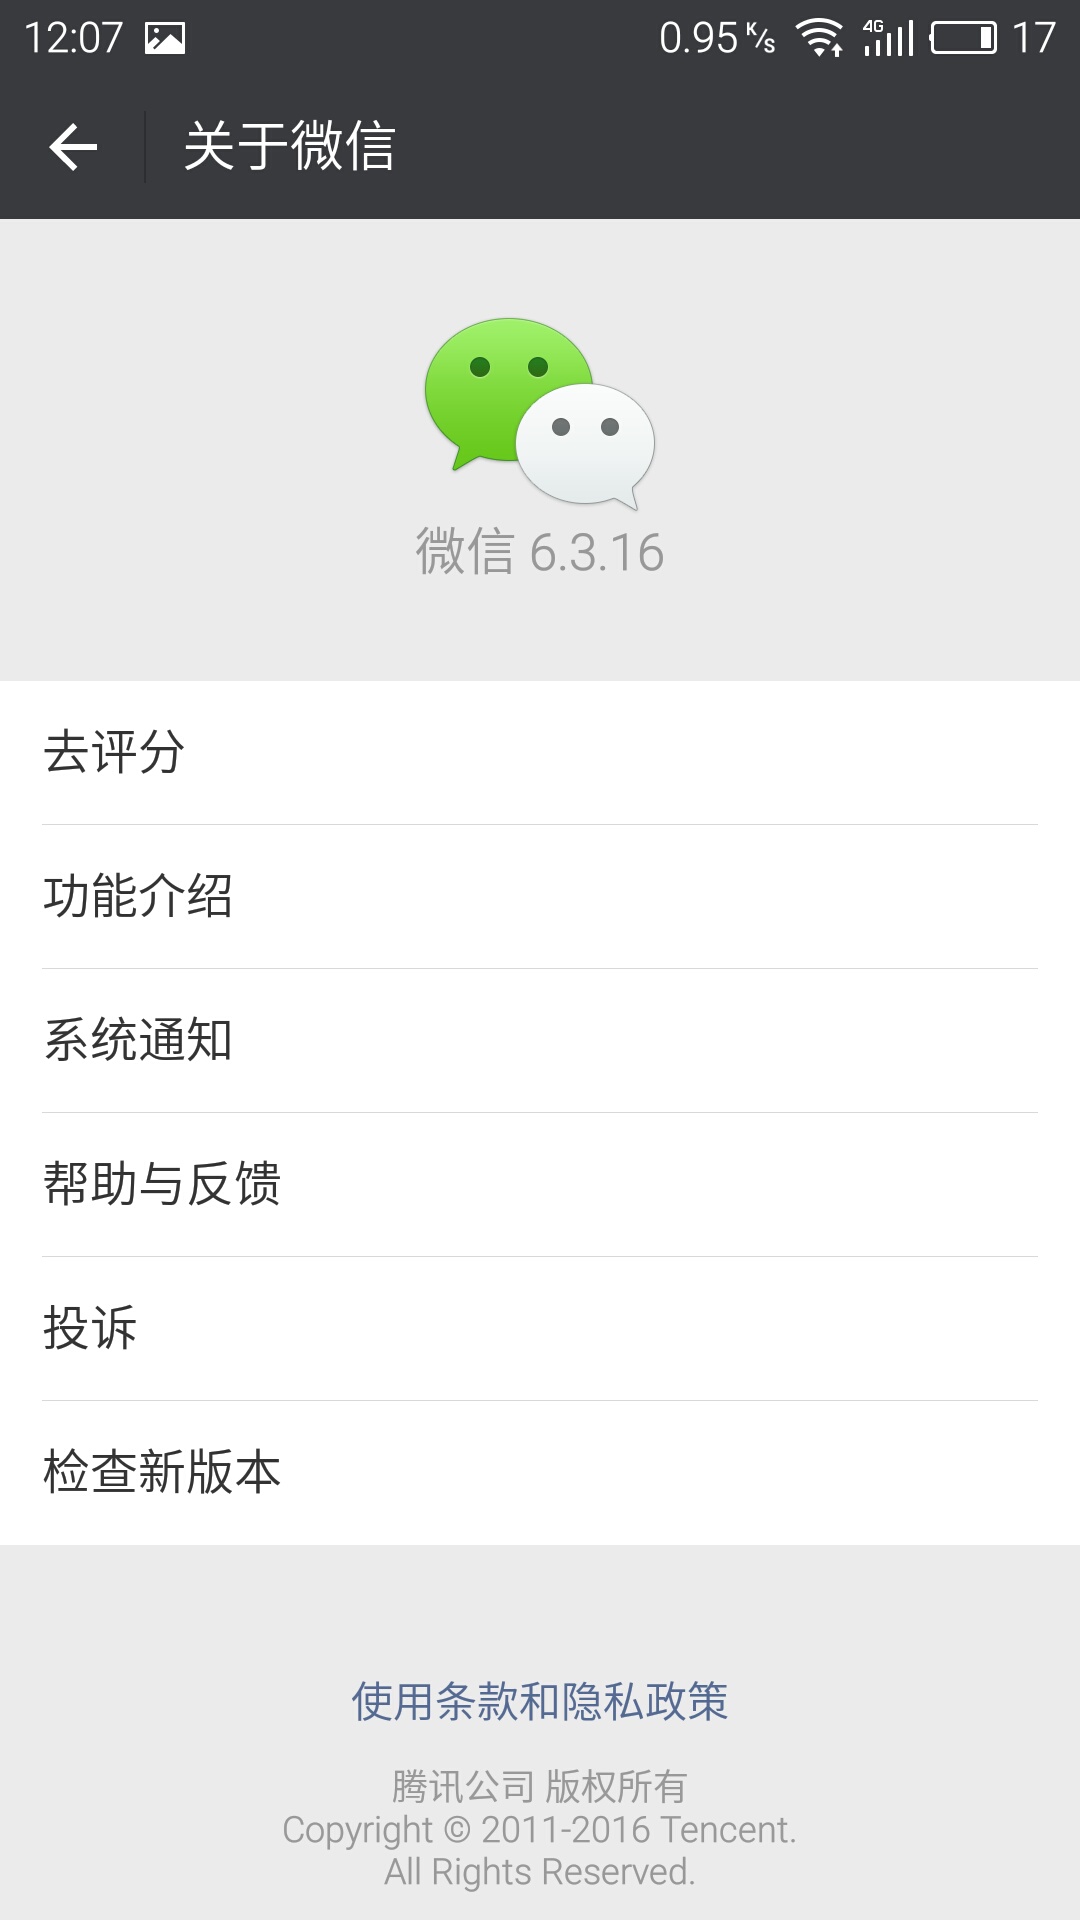 12:07 0.95 K/s 4G 17
关于微信
微信 6.3.16
去评分
功能介绍
系统通知
帮助与反馈
投诉
检查新版本
使用条款和隐私政策
腾讯公司 版权所有
Copyright © 2011-2016 Tencent.
All Rights Reserved.